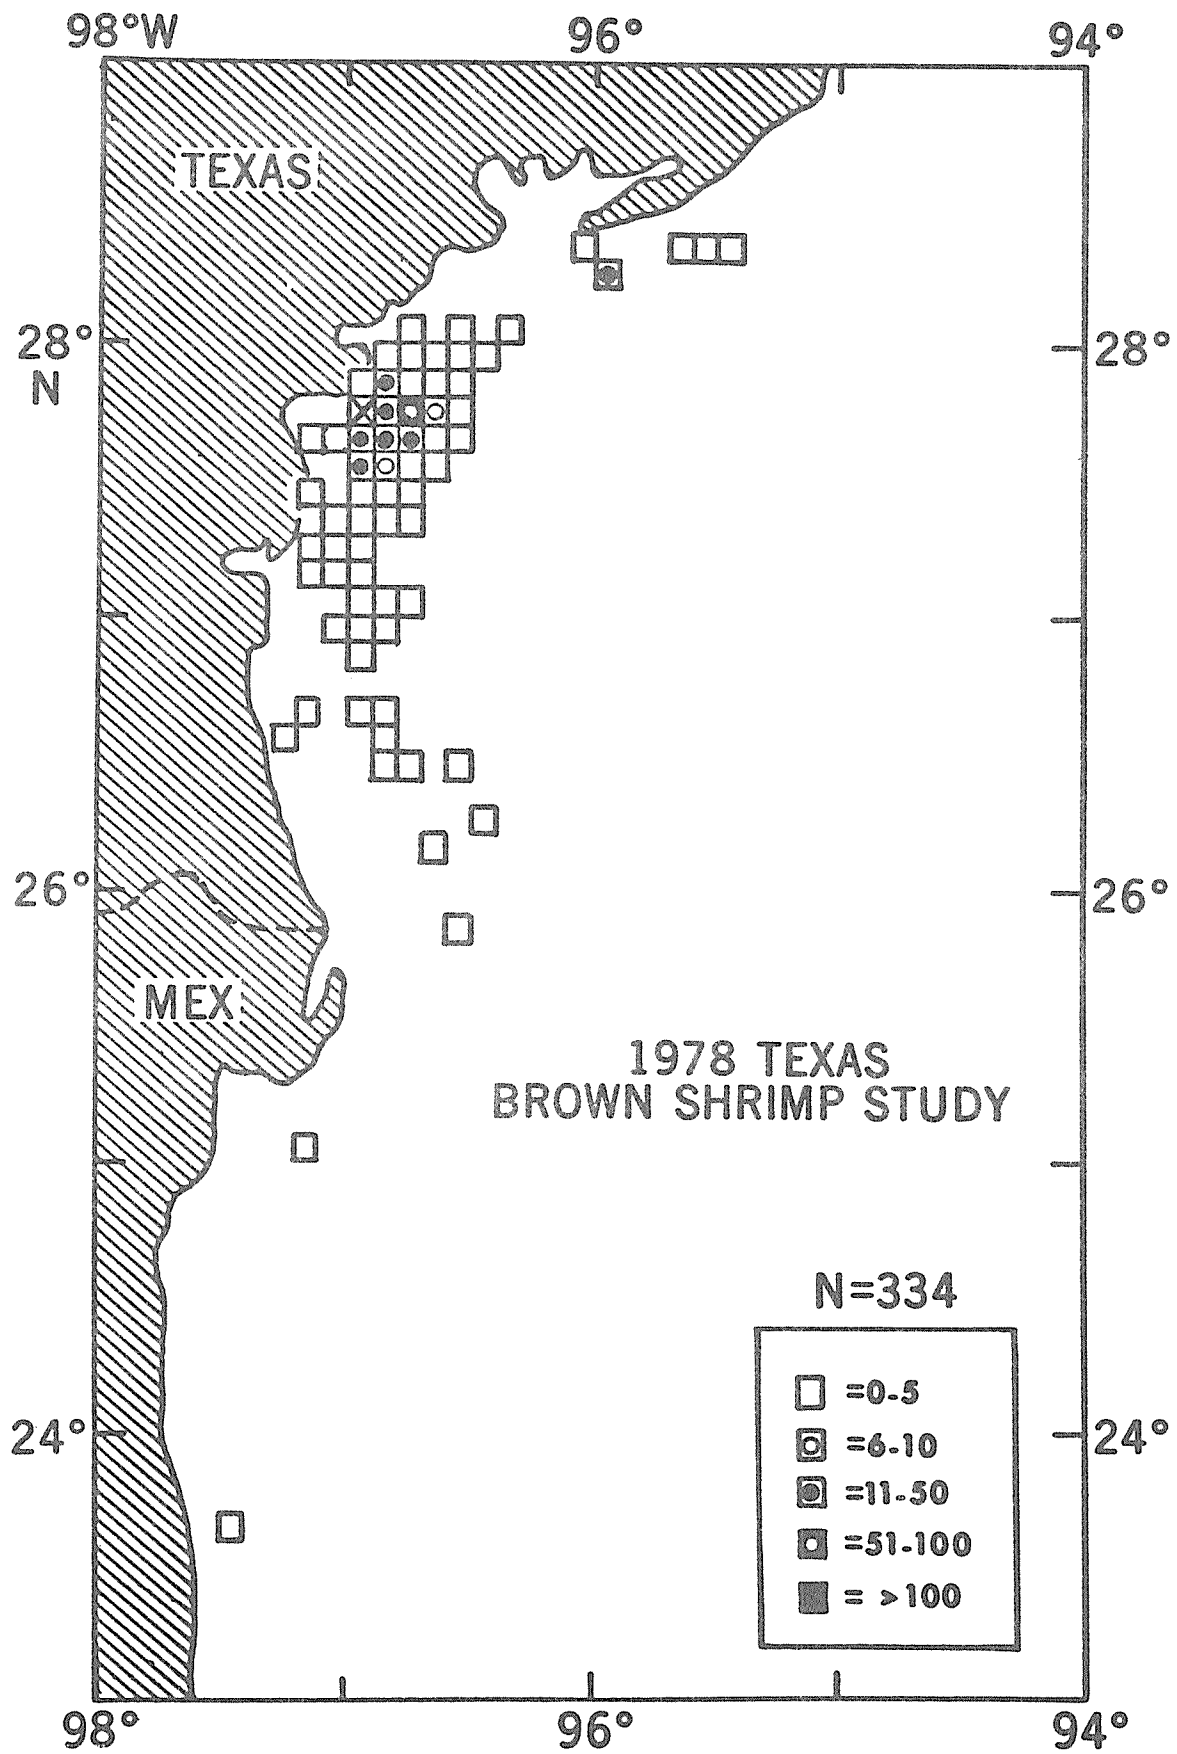 98°W 96° 94°
TEXAS
28° 28°
N
26° 26°
MEX
1978 TEXAS
BROWN SHRIMP STUDY
N=334
=0-5
=6-10
=11-50
24° 24°
=51-100
= >100
98° 96° 94°